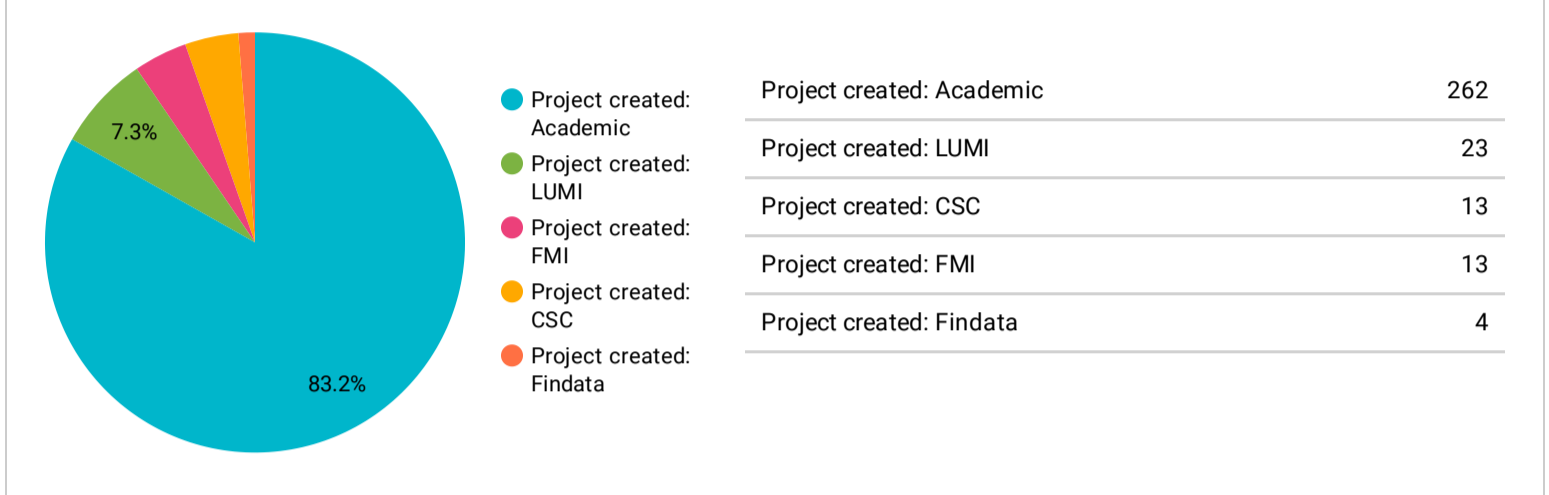 7.3%
83.2%
Project created:
Academic
Project created:
LUMI
Project created:
FMI
Project created:
CSC
Project created:
Findata
Project created: Academic 262
Project created: LUMI 23
Project created: CSC 13
Project created: FMI 13
Project created: Findata 4